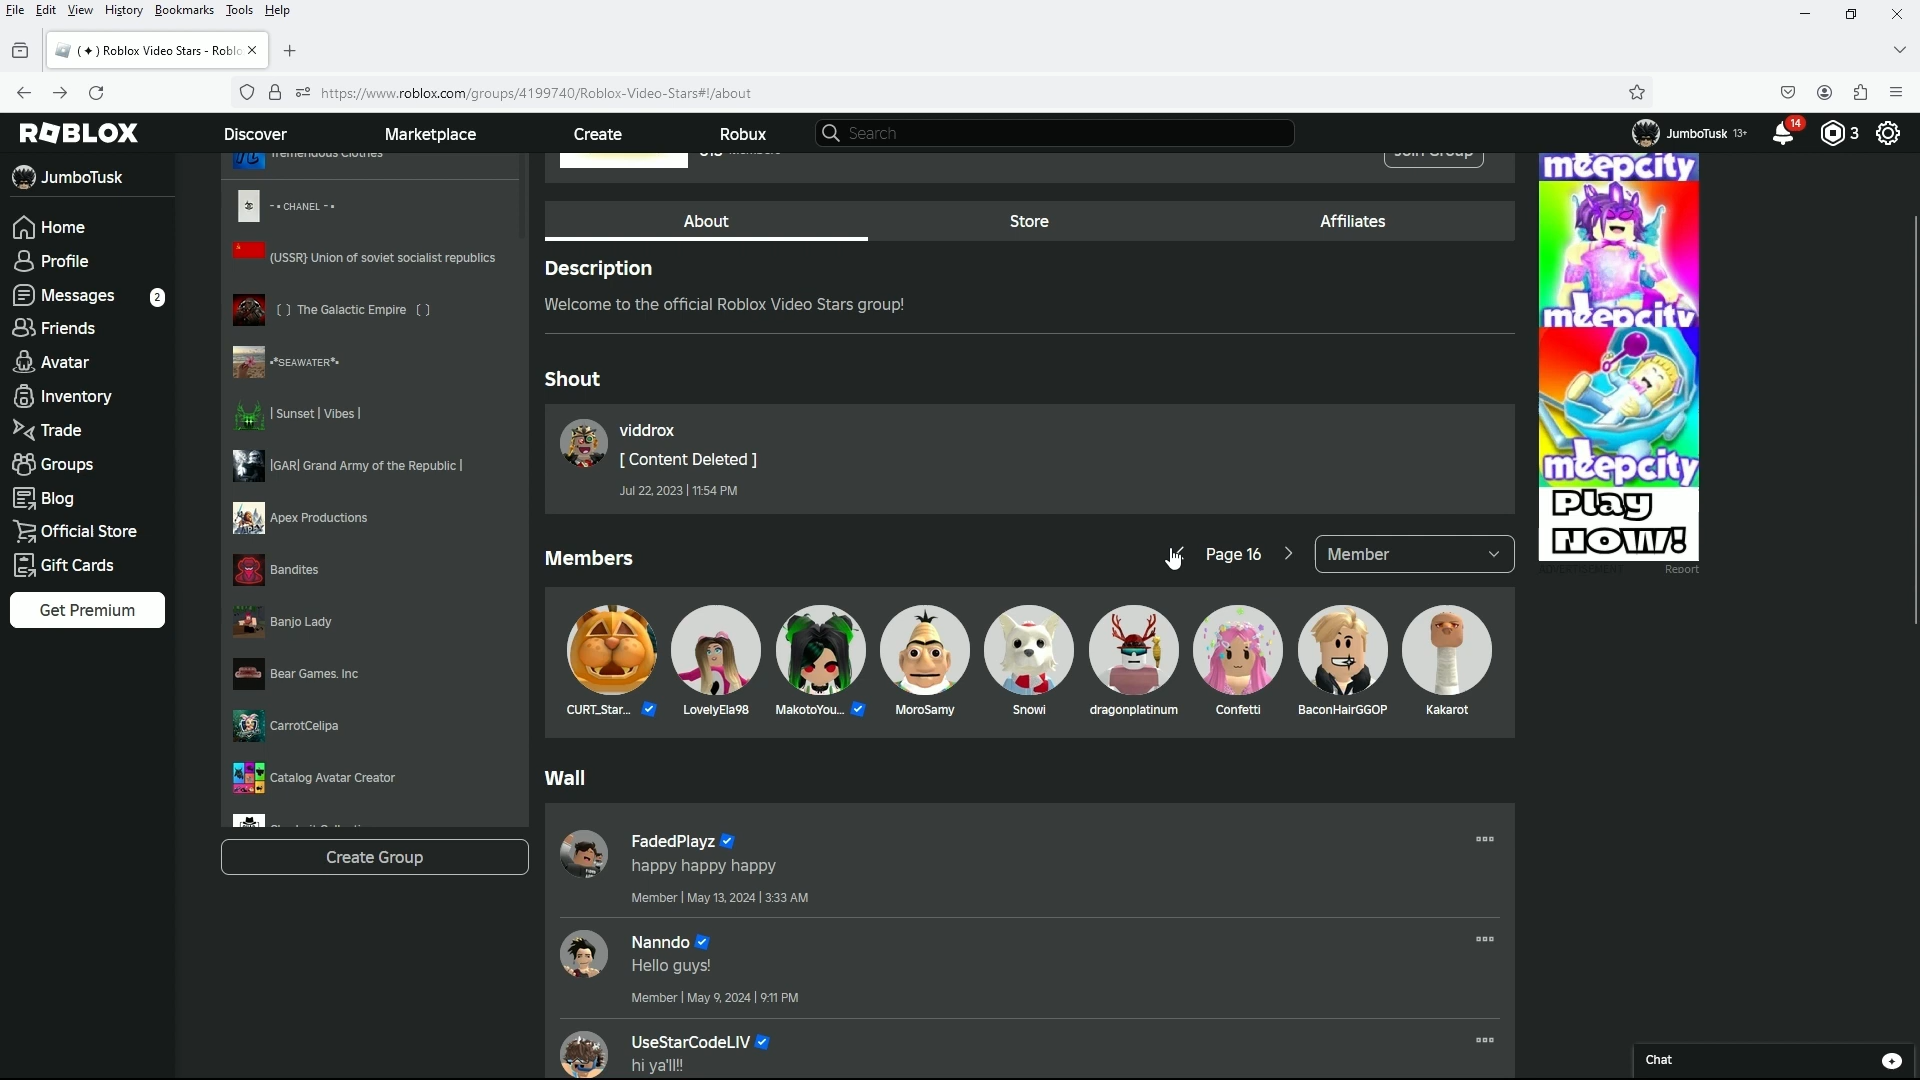 File Edit View History Bookmarks Tools Help
( ✦ ) Roblox Video Stars - Roblo
https://www.roblox.com/groups/4199740/Roblox-Video-Stars#!/about
ROBLOX Discover Marketplace Create Robux Search JumboTusk 13+ 14 3
JumboTusk
Home
Profile
Messages 2
Friends
Avatar
Inventory
Trade
Groups
Blog
Official Store
Gift Cards
Get Premium
Tremendous Clothes
- • CHANEL - •
(USSR} Union of soviet socialist republics
〔 〕 The Galactic Empire 〔 〕
•*SEAWATER*•
| Sunset | Vibes |
|GAR| Grand Army of the Republic |
Apex Productions
Bandites
Banjo Lady
Bear Games. Inc
CarrotCelipa
Catalog Avatar Creator
Create Group
Join Group
About Store Affiliates
Description
Welcome to the official Roblox Video Stars group!
Shout
viddrox
[ Content Deleted ]
Jul 22, 2023 | 11:54 PM
Members Page 16 Member
CURT_Star... LovelyEla98 MakotoYou... MoroSamy Snowi dragonplatinum Confetti BaconHairGGOP Kakarot
Wall
FadedPlayz
happy happy happy
Member | May 13, 2024 | 3:33 AM
Nanndo
Hello guys!
Member | May 9, 2024 | 9:11 PM
UseStarCodeLIV
hi ya'll!!
meepcity
meepcity
meepcity
Play
NOW!
ADVERTISEMENT Report
Chat